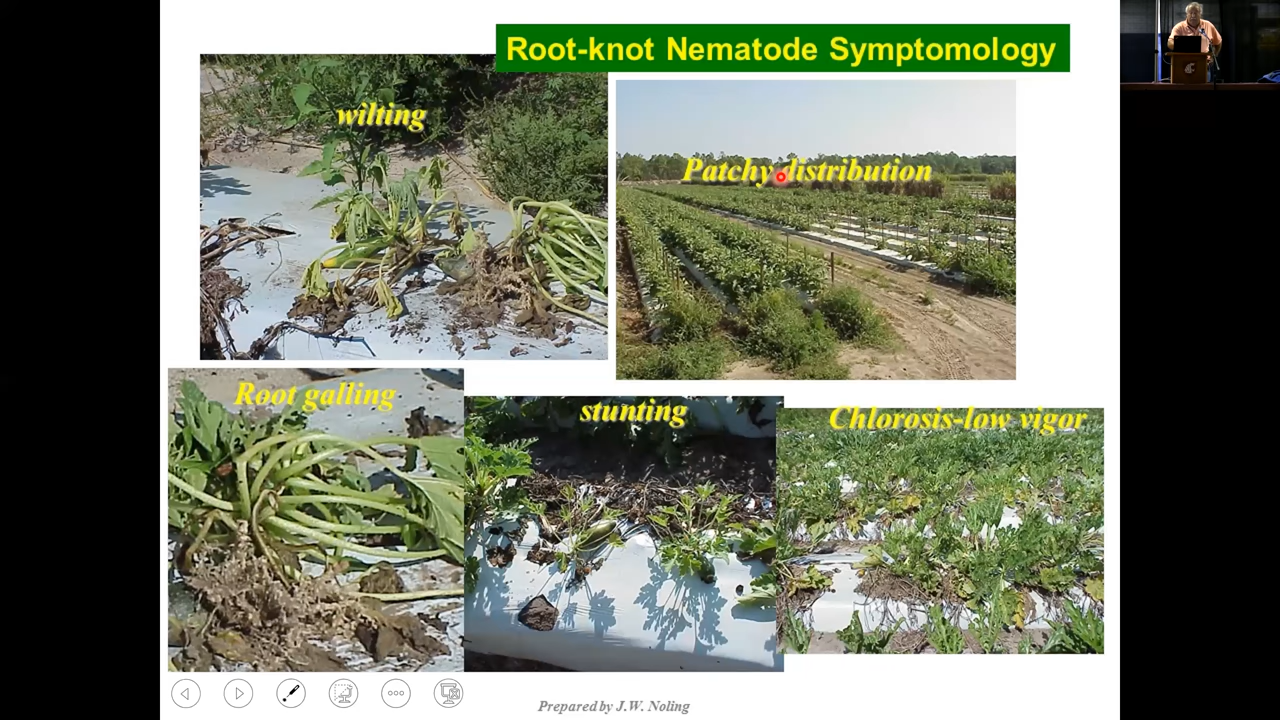 Root-knot Nematode Symptomology
wilting
Patchy distribution
Root galling
stunting
Chlorosis-low vigor
Prepared by J.W. Noling